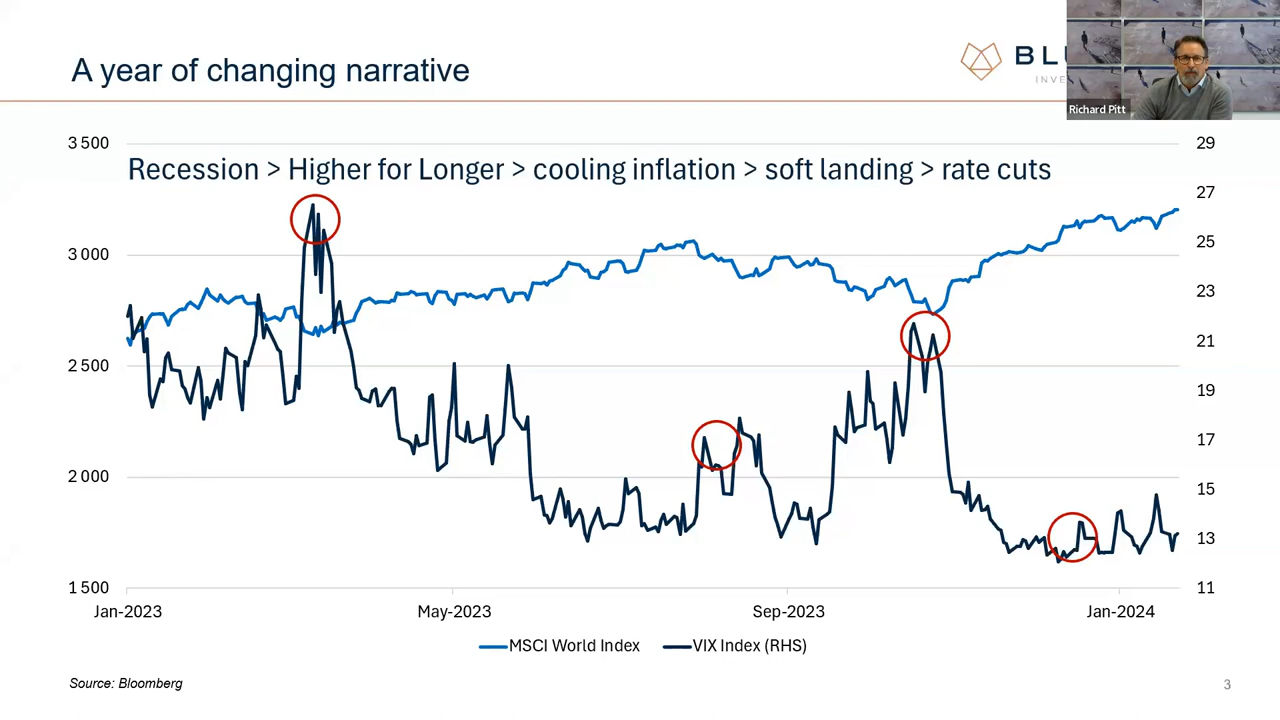 A year of changing narrative
BLU
INVE
Richard Pitt
3 500
29
Recession > Higher for Longer > cooling inflation > soft landing > rate cuts
27
25
3 000
23
21
2 500
19
17
2 000
15
13
1 500
11
Jan-2023
May-2023
Sep-2023
Jan-2024
MSCI World Index
VIX Index (RHS)
Source: Bloomberg
3